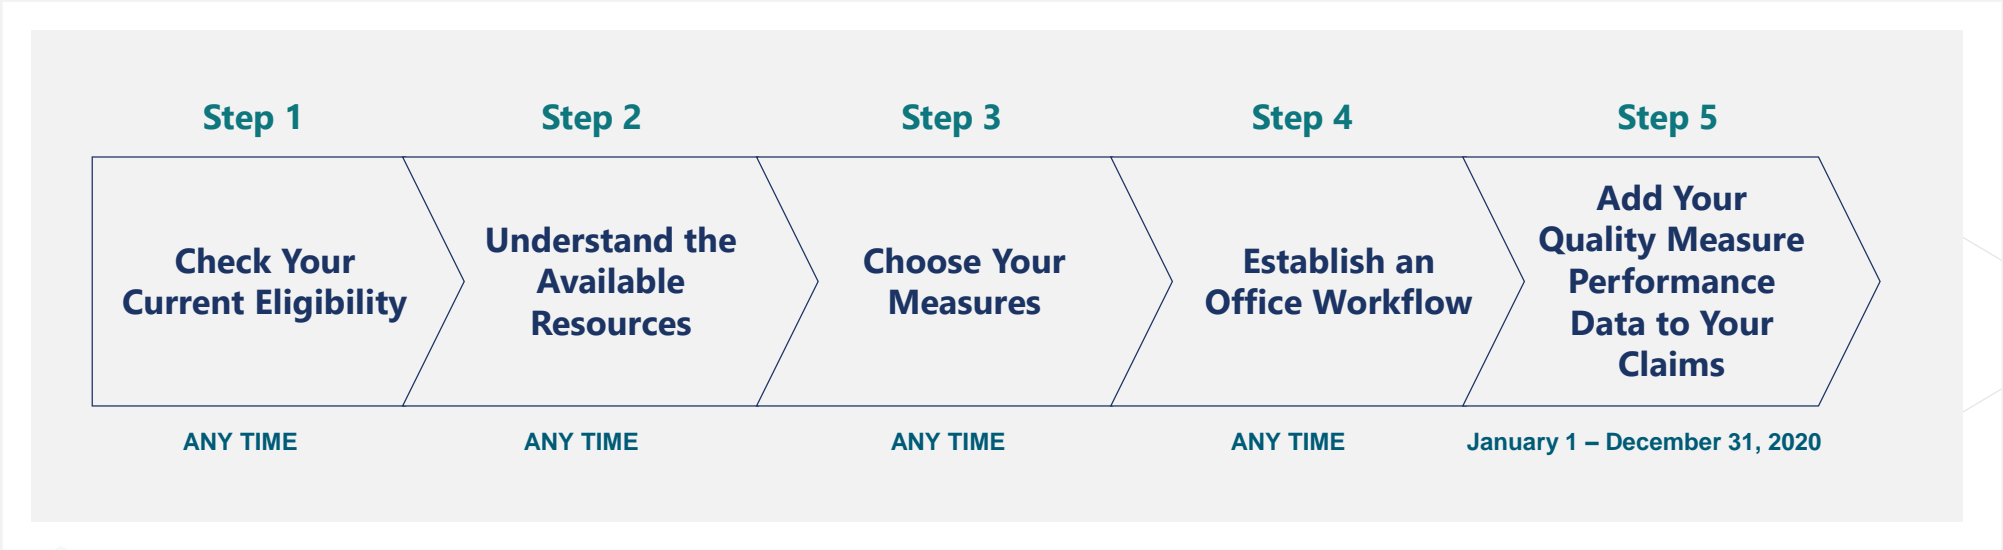 Step 1
Step 2
Step 3
Step 4
Step 5
Check Your
Current Eligibility
Understand the
Available
Resources
Choose Your
Measures
Establish an
Office Workflow
Add Your
Quality Measure
Performance
Data to Your
Claims
ANY TIME
ANY TIME
ANY TIME
ANY TIME
January 1 – December 31, 2020